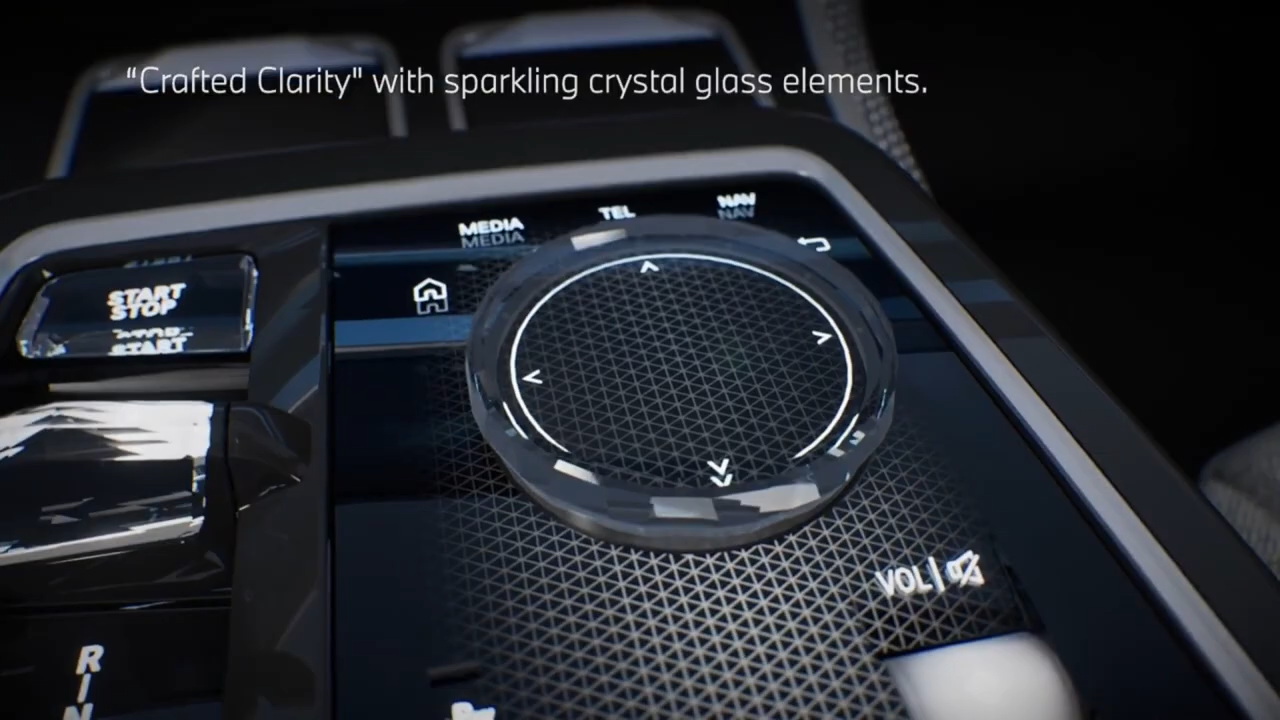 “Crafted Clarity" with sparkling crystal glass elements.
MEDIA
TEL
NAV
START
STOP
VOL
R
I
N